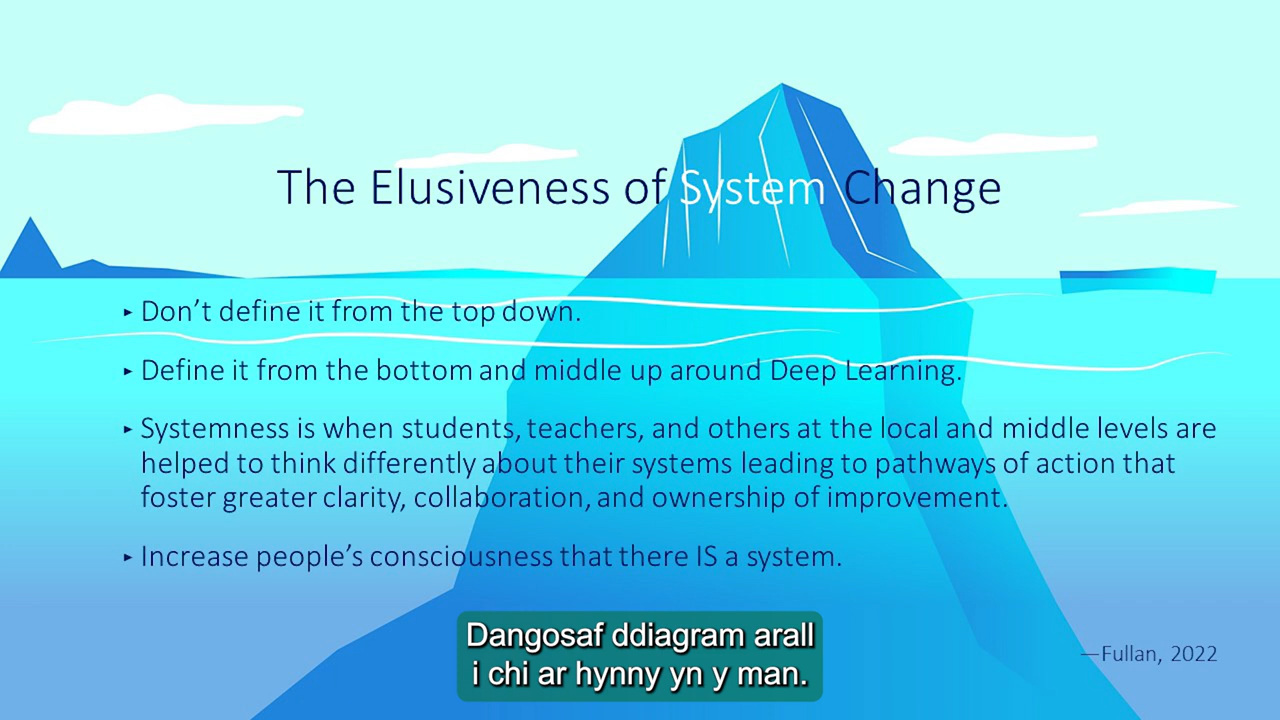 The Elusiveness of System Change
▸ Don’t define it from the top down.
▸ Define it from the bottom and middle up around Deep Learning.
▸ Systemness is when students, teachers, and others at the local and middle levels are
helped to think differently about their systems leading to pathways of action that
foster greater clarity, collaboration, and ownership of improvement.
▸ Increase people’s consciousness that there IS a system.
—Fullan, 2022
Dangosaf ddiagram arall
i chi ar hynny yn y man.